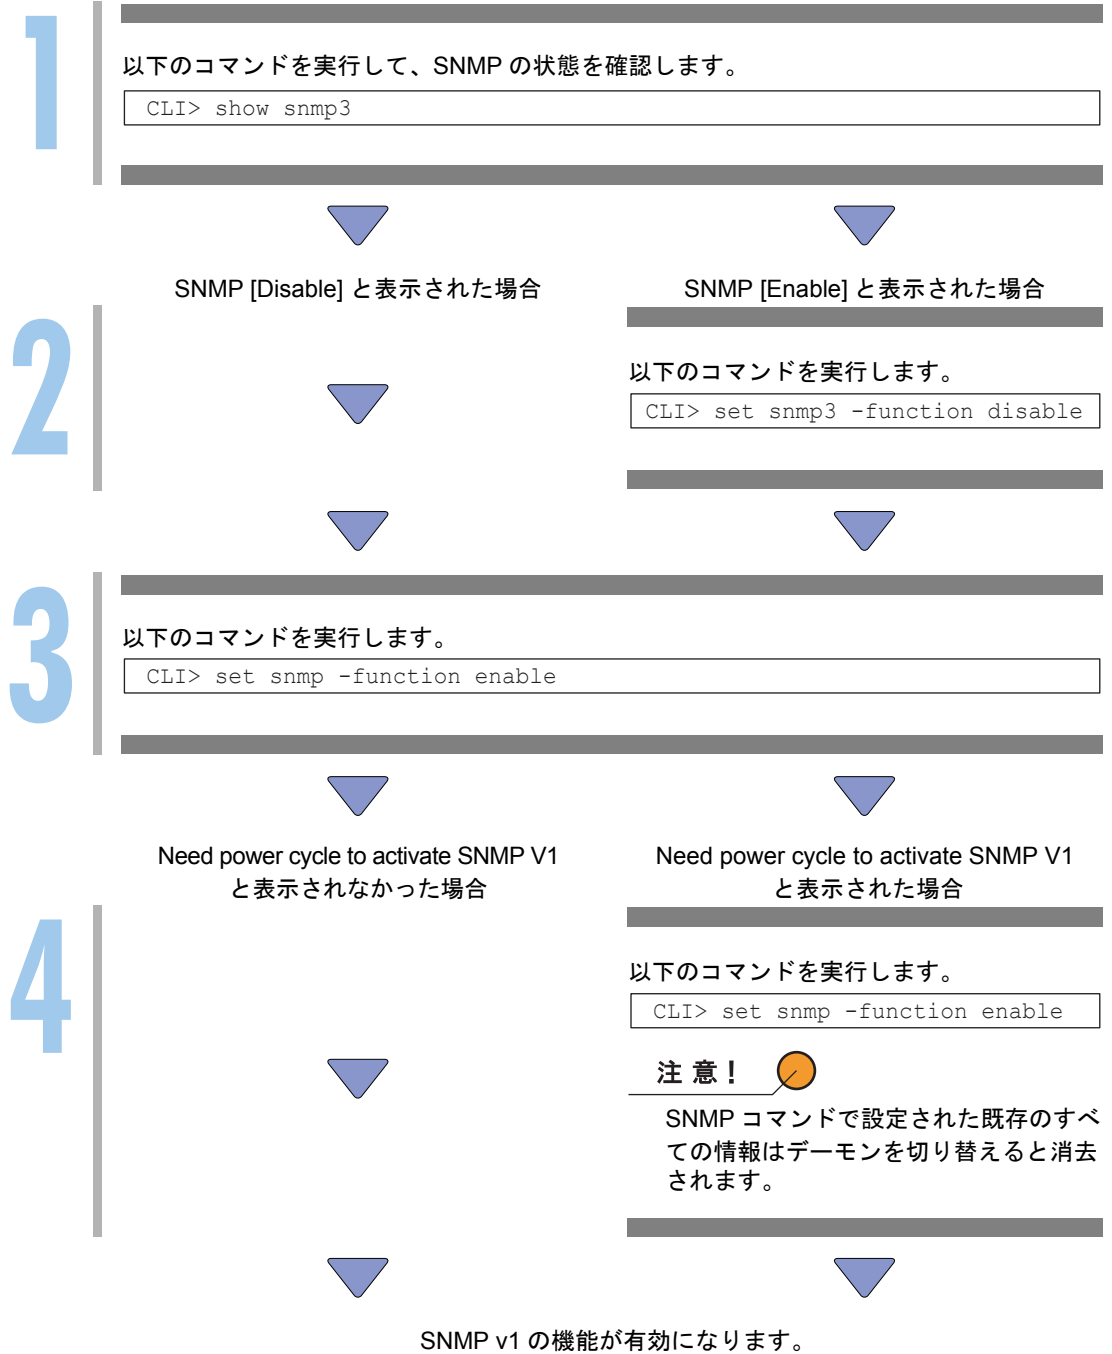 1
以下のコマンドを実行して、SNMP の状態を確認します。
CLI> show snmp3
SNMP [Disable] と表示された場合
SNMP [Enable] と表示された場合
2
以下のコマンドを実行します。
CLI> set snmp3 -function disable
3
以下のコマンドを実行します。
CLI> set snmp -function enable
Need power cycle to activate SNMP V1
と表示されなかった場合
Need power cycle to activate SNMP V1
と表示された場合
4
以下のコマンドを実行します。
CLI> set snmp -function enable
注 意！
SNMP コマンドで設定された既存のすべ
ての情報はデーモンを切り替えると消去
されます。
SNMP v1 の機能が有効になります。